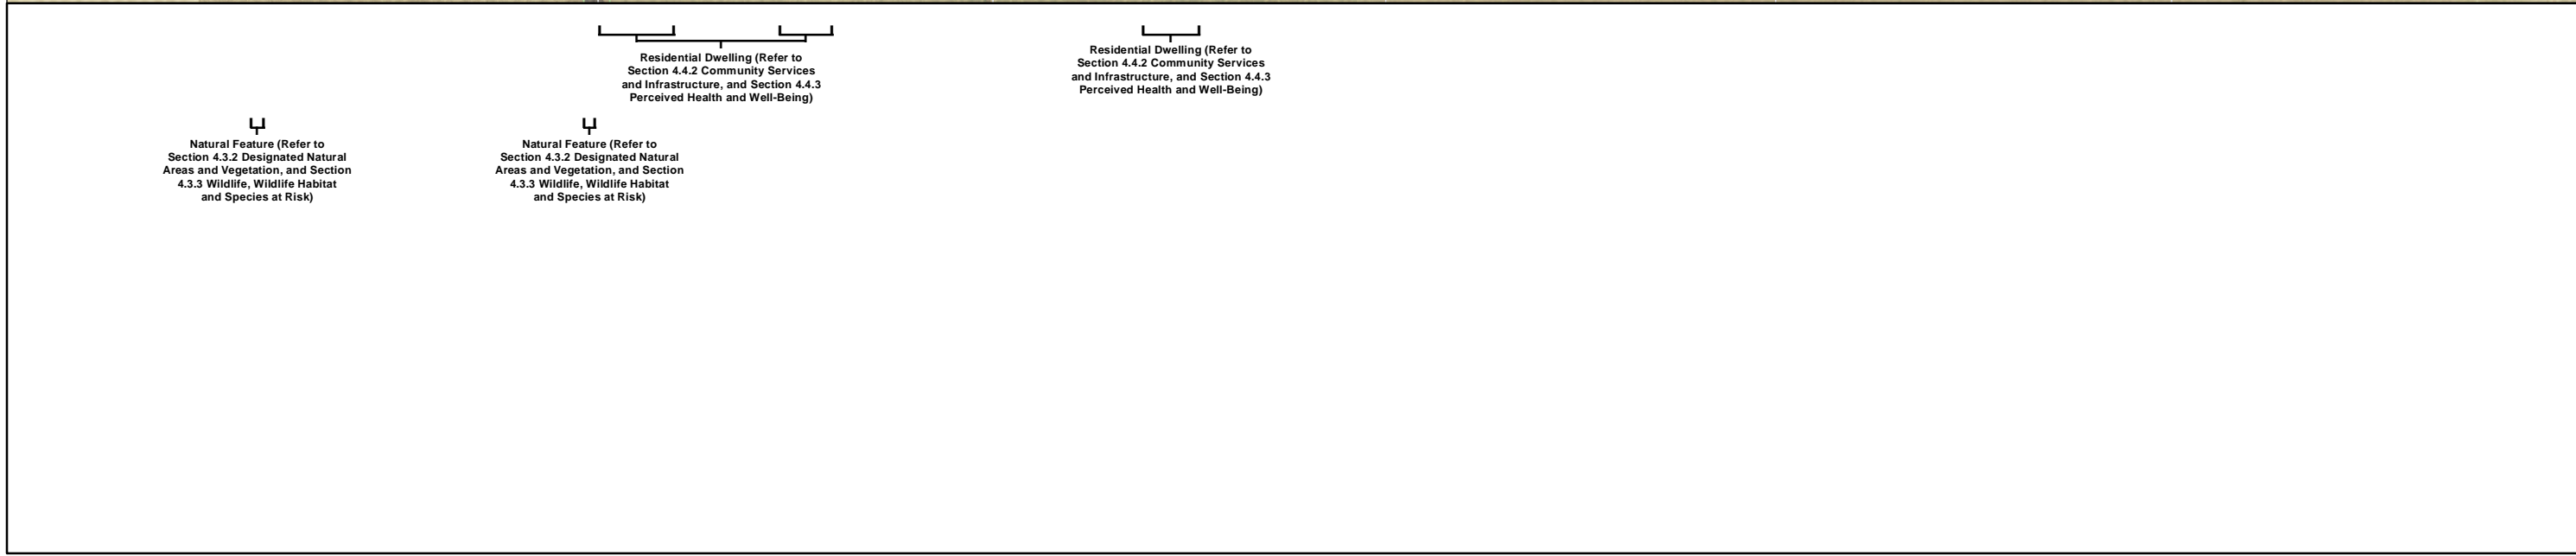 Residential Dwelling (Refer to
Section 4.4.2 Community Services
and Infrastructure, and Section 4.4.3
Perceived Health and Well-Being)
Residential Dwelling (Refer to
Section 4.4.2 Community Services
and Infrastructure, and Section 4.4.3
Perceived Health and Well-Being)
Natural Feature (Refer to
Section 4.3.2 Designated Natural
Areas and Vegetation, and Section
4.3.3 Wildlife, Wildlife Habitat
and Species at Risk)
Natural Feature (Refer to
Section 4.3.2 Designated Natural
Areas and Vegetation, and Section
4.3.3 Wildlife, Wildlife Habitat
and Species at Risk)